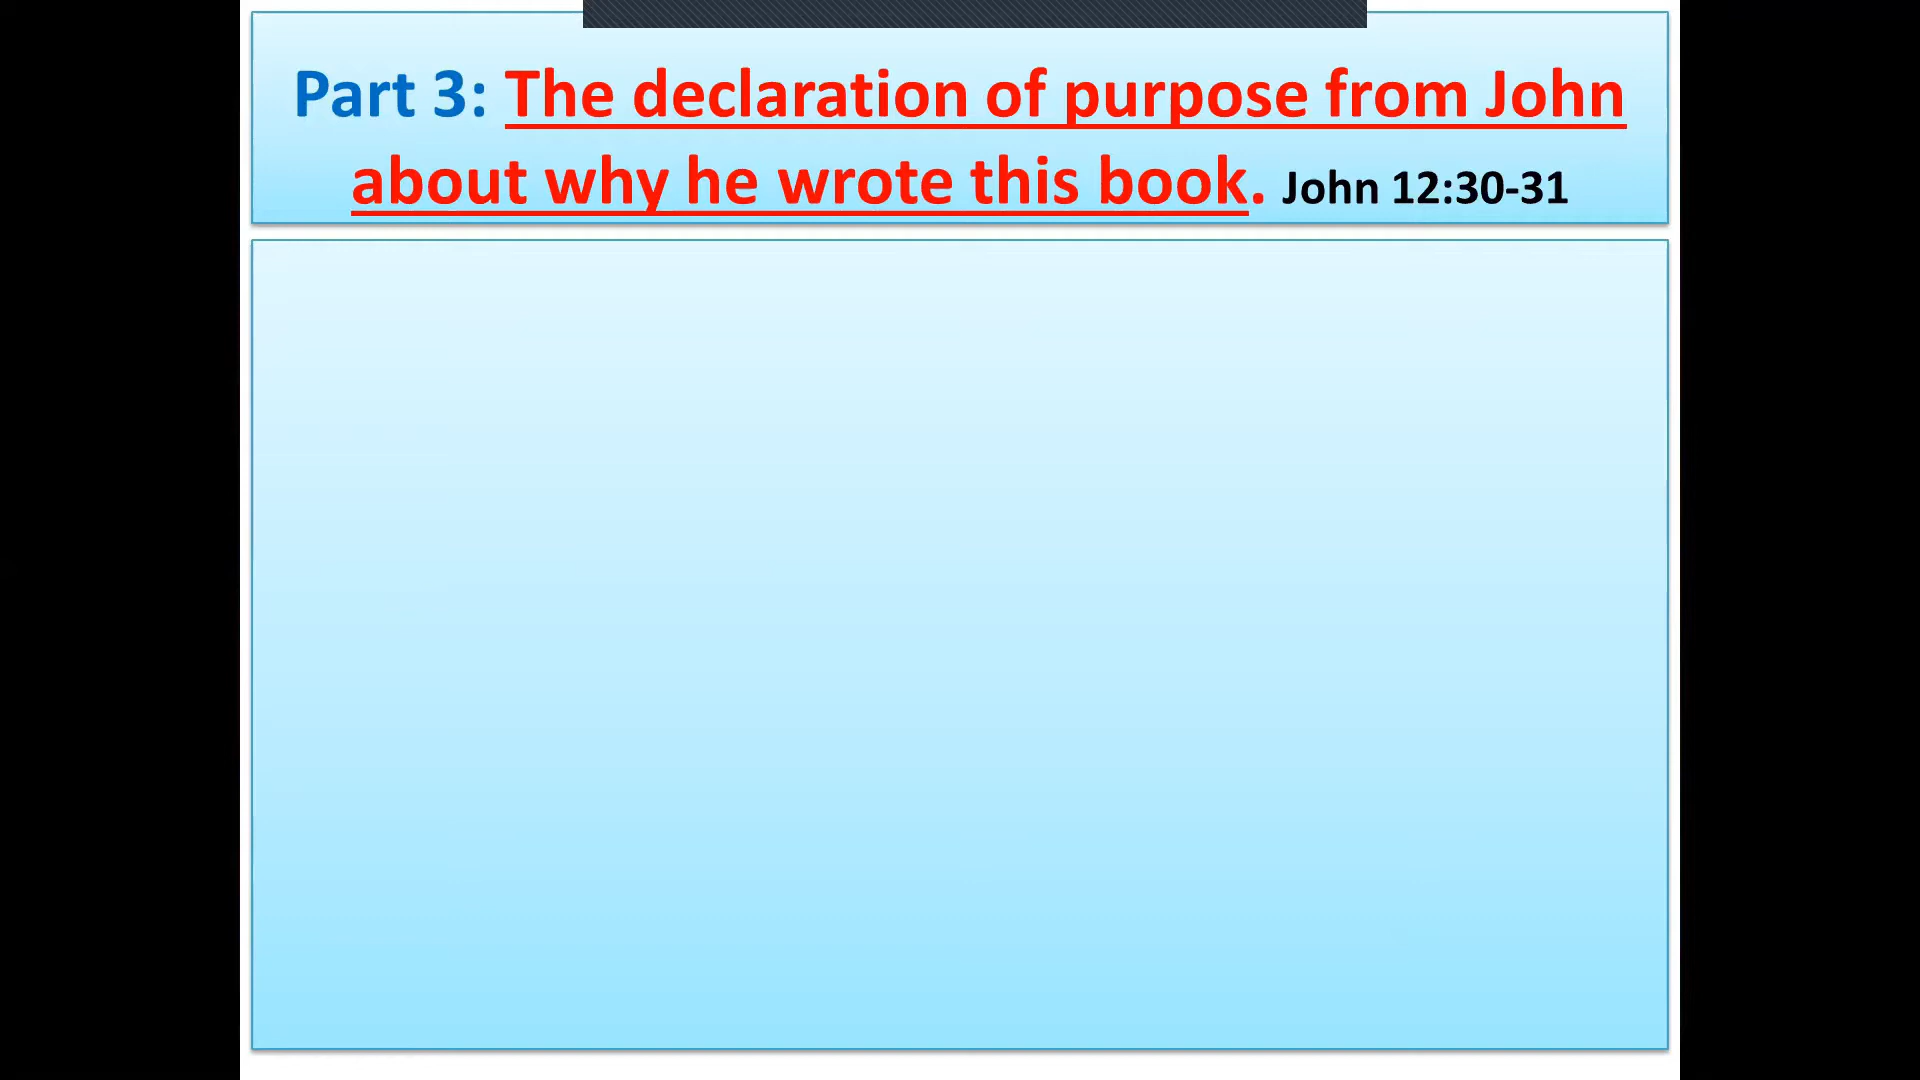 Part 3: The declaration of purpose from John
about why he wrote this book. John 12:30-31